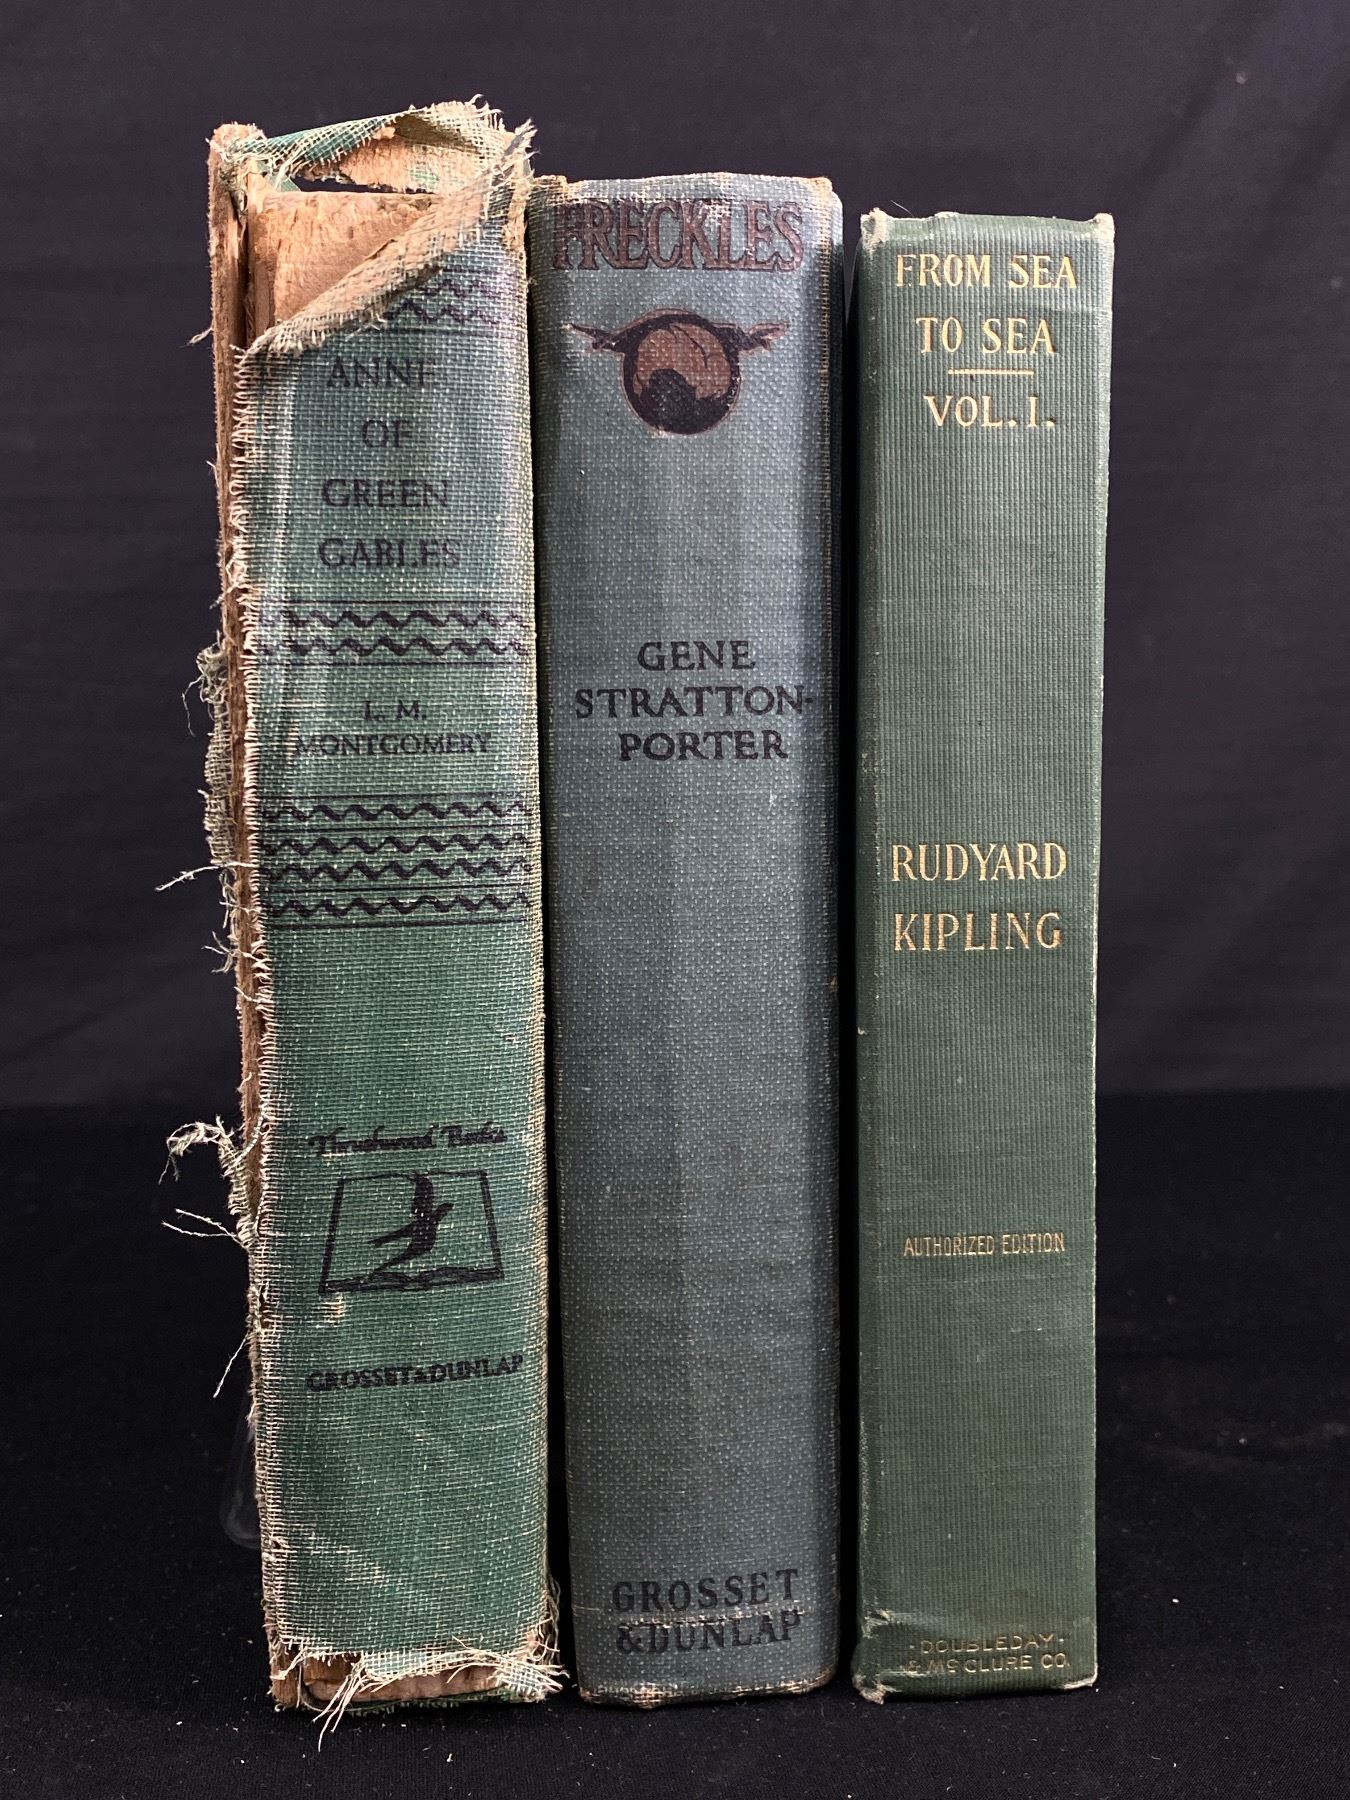 ANNE
OF
GREEN
GABLES
L. M.
MONTGOMERY
Thrushwood Books
GROSSET & DUNLAP
FRECKLES
GENE
STRATTON-
PORTER
GROSSET
& DUNLAP
FROM SEA
TO SEA
VOL. I.
RUDYARD
KIPLING
AUTHORIZED EDITION
· DOUBLEDAY ·
& McCLURE CO.